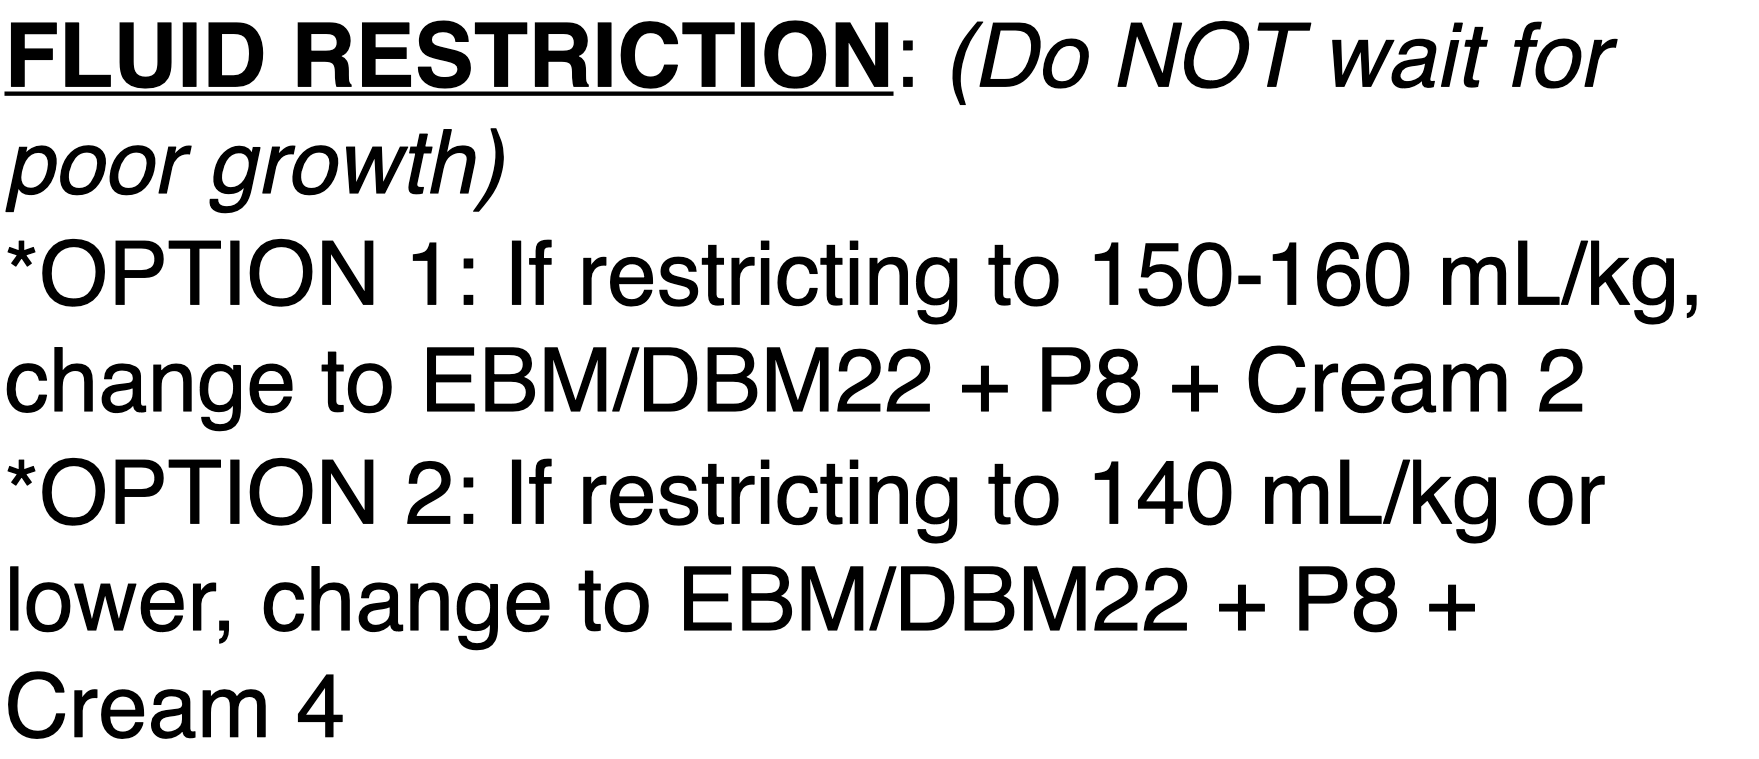 FLUID RESTRICTION: (Do NOT wait for
poor growth)
*OPTION 1: If restricting to 150-160 mL/kg,
change to EBM/DBM22 + P8 + Cream 2
*OPTION 2: If restricting to 140 mL/kg or
lower, change to EBM/DBM22 + P8 +
Cream 4